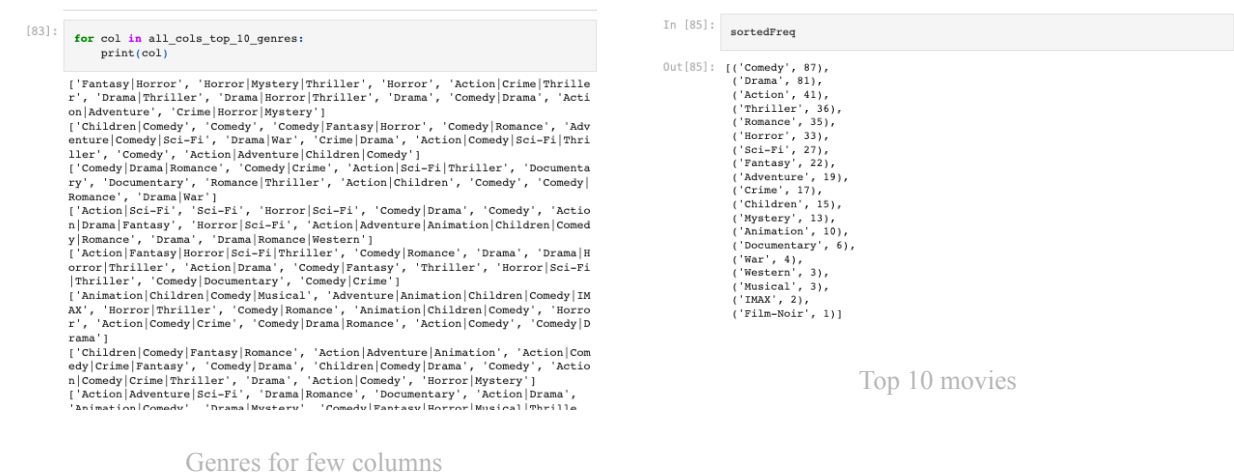 [83]:
for col in all_cols_top_10_genres:
print(col)
['Fantasy|Horror', 'Horror|Mystery|Thriller', 'Horror', 'Action|Crime|Thrille
r', 'Drama|Thriller', 'Drama|Horror|Thriller', 'Drama', 'Comedy|Drama', 'Acti
on|Adventure', 'Crime|Horror|Mystery']
['Children|Comedy', 'Comedy', 'Comedy|Fantasy|Horror', 'Comedy|Romance', 'Adv
enture|Comedy|Sci-Fi', 'Drama|War', 'Crime|Drama', 'Action|Comedy|Sci-Fi|Thri
ller', 'Comedy', 'Action|Adventure|Children|Comedy']
['Comedy|Drama|Romance', 'Comedy|Crime', 'Action|Sci-Fi|Thriller', 'Documenta
ry', 'Documentary', 'Romance|Thriller', 'Action|Children', 'Comedy', 'Comedy|
Romance', 'Drama|War']
['Action|Sci-Fi', 'Sci-Fi', 'Horror|Sci-Fi', 'Comedy|Drama', 'Comedy', 'Actio
n|Drama|Fantasy', 'Horror|Sci-Fi', 'Action|Adventure|Animation|Children|Comed
y|Romance', 'Drama', 'Drama|Romance|Western']
['Action|Fantasy|Horror|Sci-Fi|Thriller', 'Comedy|Romance', 'Drama', 'Drama|H
orror|Thriller', 'Action|Drama', 'Comedy|Fantasy', 'Thriller', 'Horror|Sci-Fi
|Thriller', 'Comedy|Documentary', 'Comedy|Crime']
['Animation|Children|Comedy|Musical', 'Adventure|Animation|Children|Comedy|IM
AX', 'Horror|Thriller', 'Comedy|Romance', 'Animation|Children|Comedy', 'Horro
r', 'Action|Comedy|Crime', 'Comedy|Drama|Romance', 'Action|Comedy', 'Comedy|D
rama']
['Children|Comedy|Fantasy|Romance', 'Action|Adventure|Animation', 'Action|Com
edy|Crime|Fantasy', 'Comedy|Drama', 'Children|Comedy|Drama', 'Comedy', 'Actio
n|Comedy|Crime|Thriller', 'Drama', 'Action|Comedy', 'Horror|Mystery']
['Action|Adventure|Sci-Fi', 'Drama|Romance', 'Documentary', 'Action|Drama',
'Animation|Comedy', 'Drama|Mystery', 'Comedy|Fantasy|Horror|Musical|Thrille
Genres for few columns
In [85]:
sortedFreq
Out[85]: [('Comedy', 87),
('Drama', 81),
('Action', 41),
('Thriller', 36),
('Romance', 35),
('Horror', 33),
('Sci-Fi', 27),
('Fantasy', 22),
('Adventure', 19),
('Crime', 17),
('Children', 15),
('Mystery', 13),
('Animation', 10),
('Documentary', 6),
('War', 4),
('Western', 3),
('Musical', 3),
('IMAX', 2),
('Film-Noir', 1)]
Top 10 movies